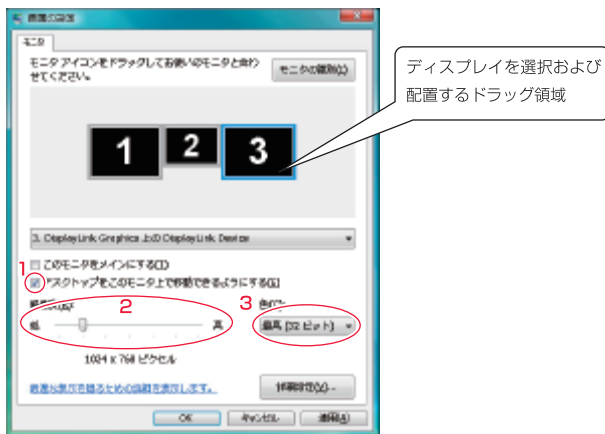 画面の設定
モニタ
モニタ アイコンをドラッグしてお使いのモニタと合わ
せてください。
モニタの識別(I)
1
2
3
ディスプレイを選択および
配置するドラッグ領域
3. DisplayLink Graphics 上の DisplayLink Device
1
このモニタをメインにする(T)
デスクトップをこのモニタ上で移動できるようにする(E)
2
低
高
1024 x 768 ピクセル
3
最高 (32 ビット)
詳細設定(V)...
OK
キャンセル
適用(A)